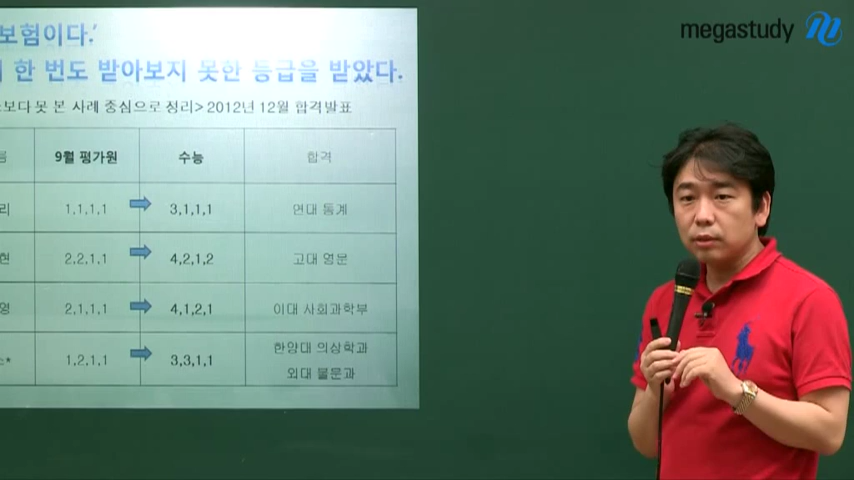 megastudy
보험이다.’
한 번도 받아보지 못한 등급을 받았다.
보다 못 본 사례 중심으로 정리> 2012년 12월 합격발표
9월 평가원 수능 합격
리 1,1,1,1 3,1,1,1 연대 통계
현 2,2,1,1 4,2,1,2 고대 영문
영 2,1,1,1 4,1,2,1 이대 사회과학부
1,2,1,1 3,3,1,1 한양대 의상학과
외대 불문과